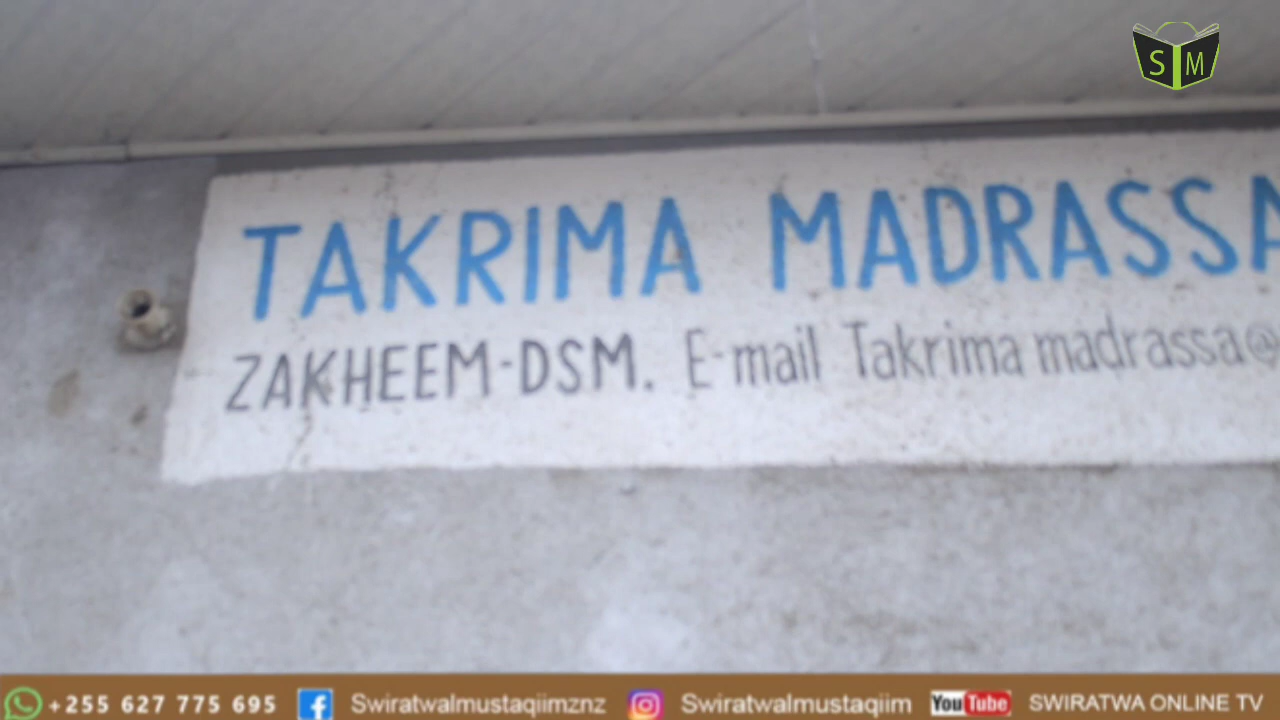 S M
TAKRIMA MADRASSA
ZAKHEEM-DSM. E-mail Takrima madrassa@
+255 627 775 695 Swiratwalmustaqiimznz Swiratwalmustaqiim YouTube SWIRATWA ONLINE TV